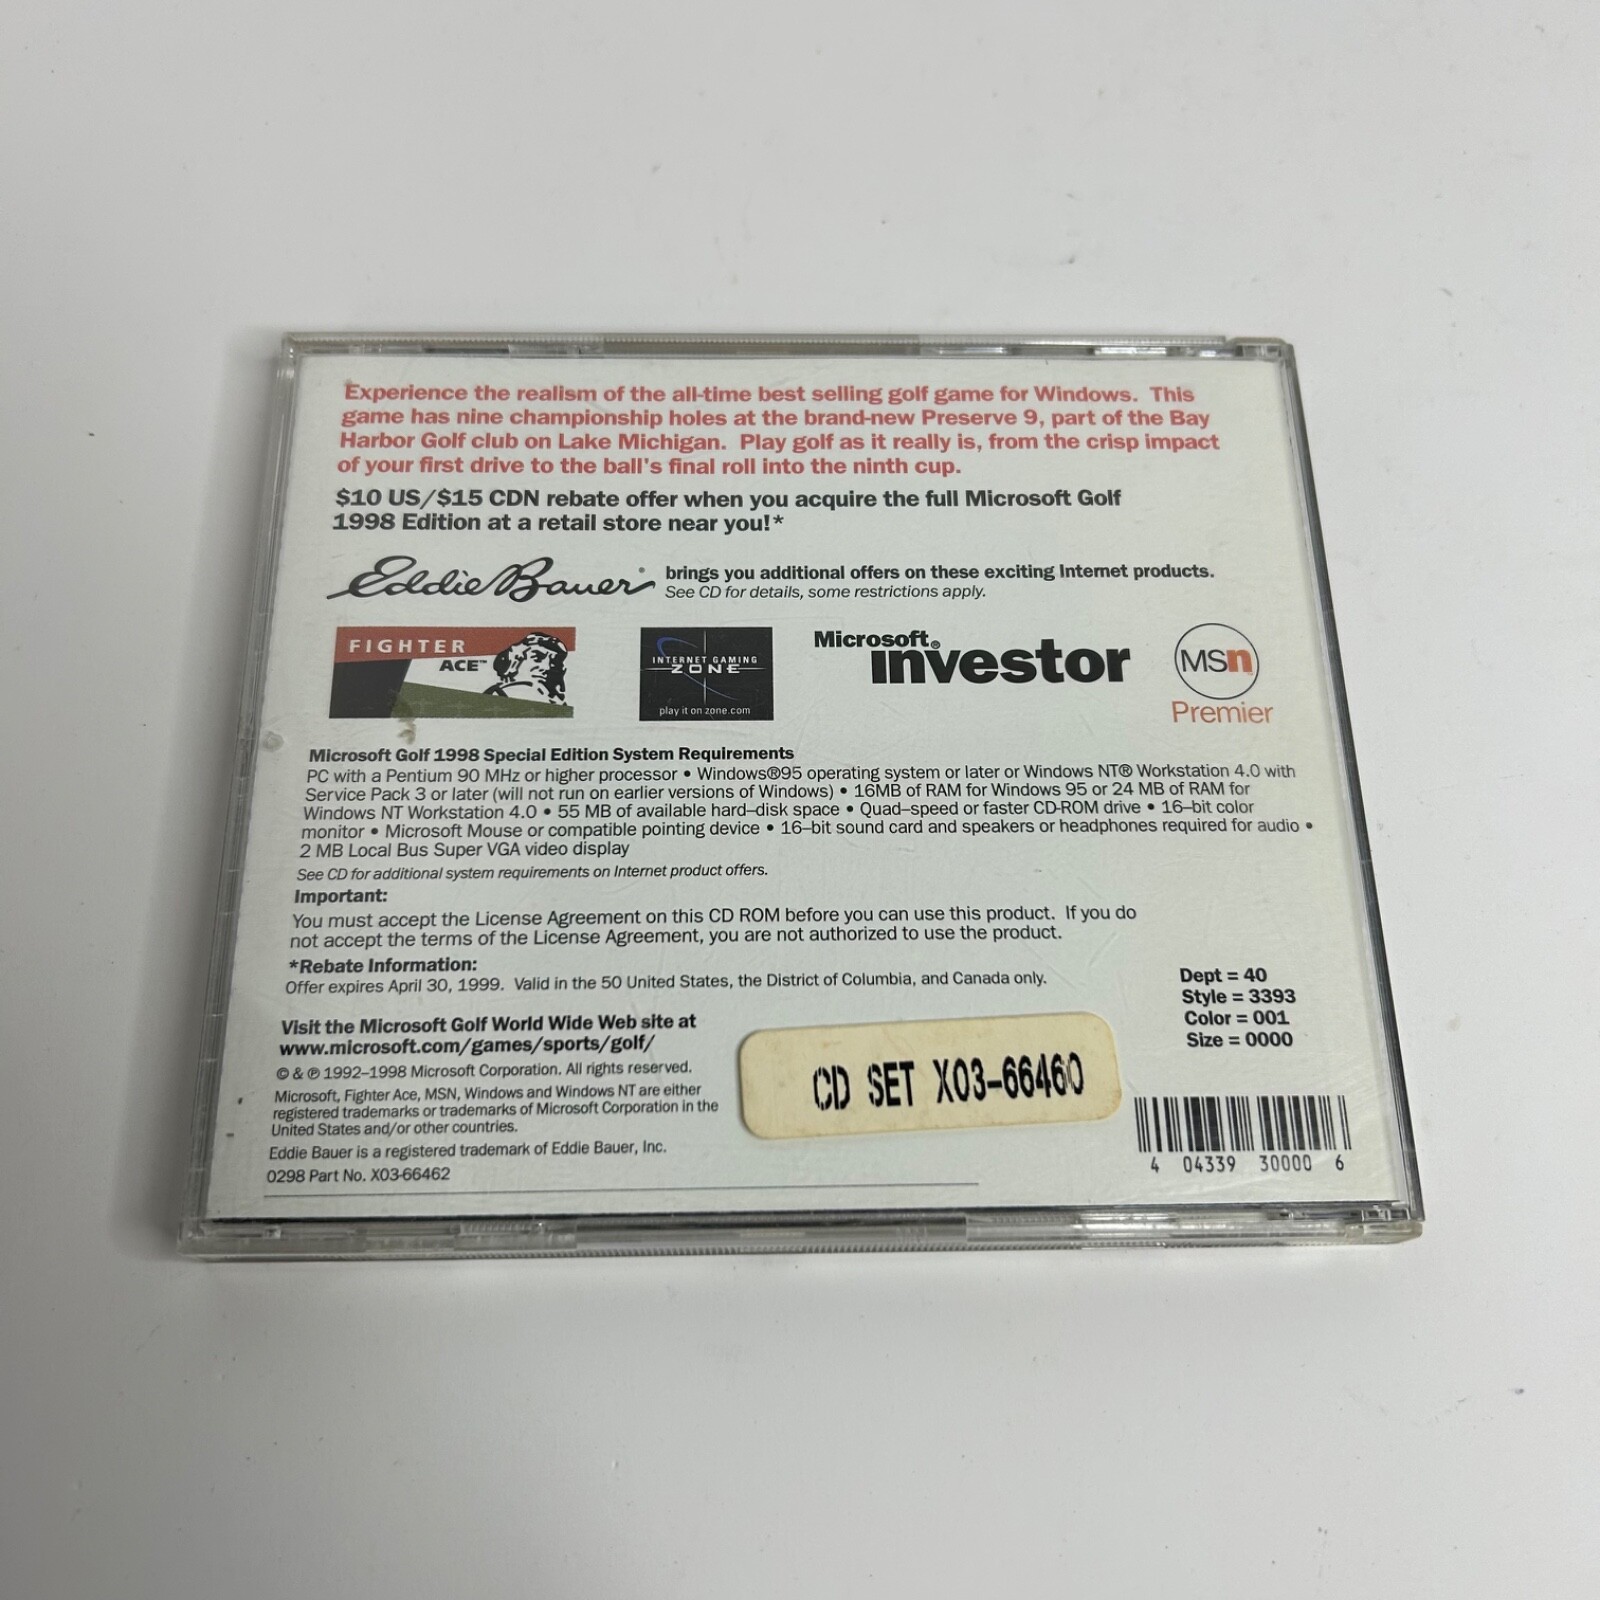 Experience the realism of the all-time best selling golf game for Windows. This
game has nine championship holes at the brand-new Preserve 9, part of the Bay
Harbor Golf club on Lake Michigan. Play golf as it really is, from the crisp impact
of your first drive to the ball's final roll into the ninth cup.
$10 US/$15 CDN rebate offer when you acquire the full Microsoft Golf
1998 Edition at a retail store near you!*
Eddie Bauer® brings you additional offers on these exciting Internet products.
See CD for details, some restrictions apply.
FIGHTER
ACE™
INTERNET GAMING
ZONE
play it on zone.com
Microsoft®
investor
MSn
Premier
Microsoft Golf 1998 Special Edition System Requirements
PC with a Pentium 90 MHz or higher processor • Windows®95 operating system or later or Windows NT® Workstation 4.0 with
Service Pack 3 or later (will not run on earlier versions of Windows) • 16MB of RAM for Windows 95 or 24 MB of RAM for
Windows NT Workstation 4.0 • 55 MB of available hard–disk space • Quad–speed or faster CD-ROM drive • 16–bit color
monitor • Microsoft Mouse or compatible pointing device • 16–bit sound card and speakers or headphones required for audio •
2 MB Local Bus Super VGA video display
See CD for additional system requirements on Internet product offers.
Important:
You must accept the License Agreement on this CD ROM before you can use this product. If you do
not accept the terms of the License Agreement, you are not authorized to use the product.
*Rebate Information:
Offer expires April 30, 1999. Valid in the 50 United States, the District of Columbia, and Canada only.
Visit the Microsoft Golf World Wide Web site at
www.microsoft.com/games/sports/golf/
© & ℗ 1992–1998 Microsoft Corporation. All rights reserved.
Microsoft, Fighter Ace, MSN, Windows and Windows NT are either
registered trademarks or trademarks of Microsoft Corporation in the
United States and/or other countries.
Eddie Bauer is a registered trademark of Eddie Bauer, Inc.
0298 Part No. X03-66462
CD SET X03-66460
Dept = 40
Style = 3393
Color = 001
Size = 0000
4 04339 30000 6